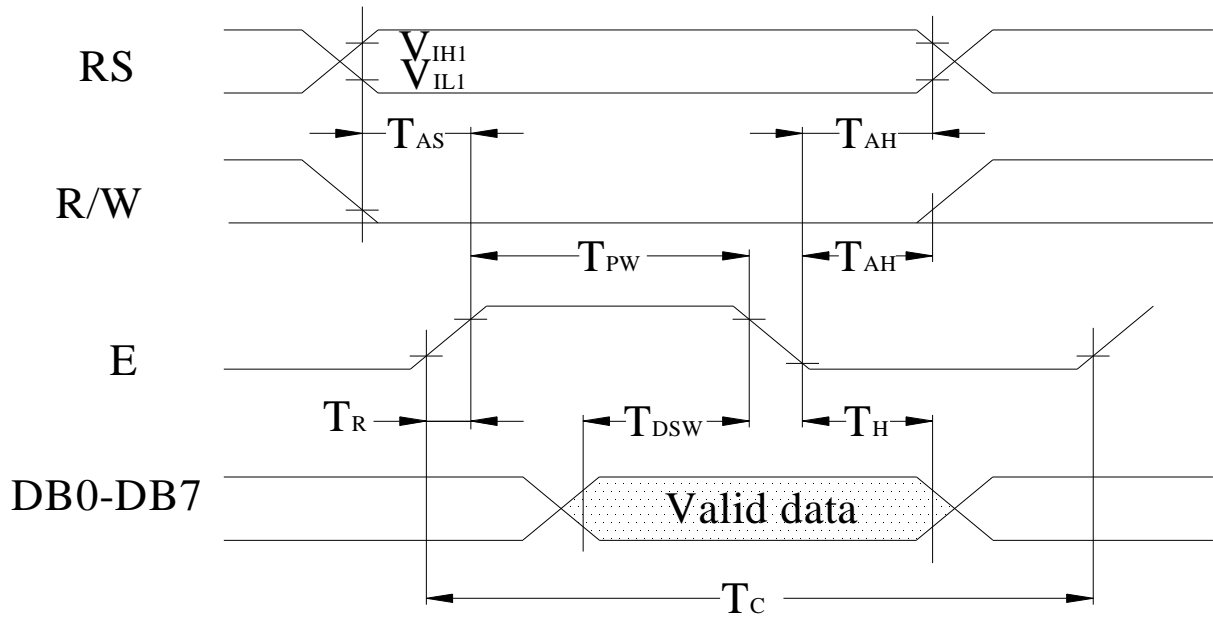 RS
VIH1
VIL1
TAS
TAH
R/W
TPW
TAH
E
TR
TDSW
TH
DB0-DB7
Valid data
TC